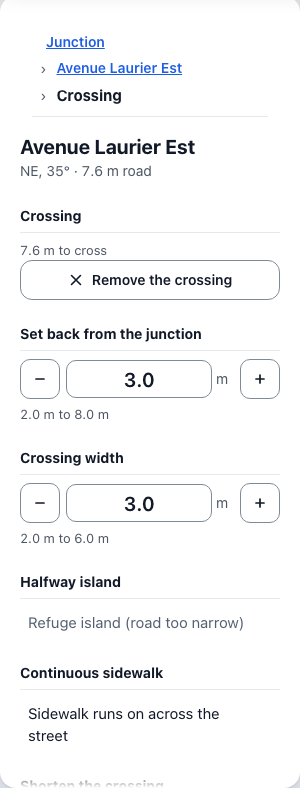 Junction
› Avenue Laurier Est
› Crossing
Avenue Laurier Est
NE, 35° · 7.6 m road
Crossing
7.6 m to cross
✕ Remove the crossing
Set back from the junction
− 3.0 m +
2.0 m to 8.0 m
Crossing width
− 3.0 m +
2.0 m to 6.0 m
Halfway island
Refuge island (road too narrow)
Continuous sidewalk
Sidewalk runs on across the
street
Shorten the crossing